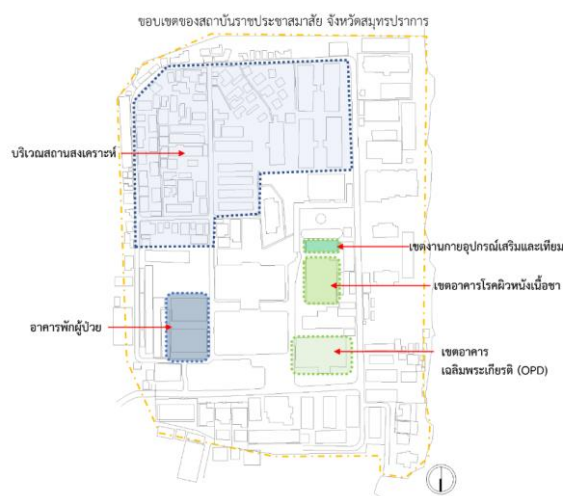 ขอบเขตของสถาบันราชประชาสมาสัย จังหวัดสมุทรปราการ
บริเวณสถานสงเคราะห์
เขตงานกายอุปกรณ์เสริมและเทียม
เขตอาคารโรคผิวหนังเนื้อชา
อาคารพักผู้ป่วย
เขตอาคาร
เฉลิมพระเกียรติ (OPD)